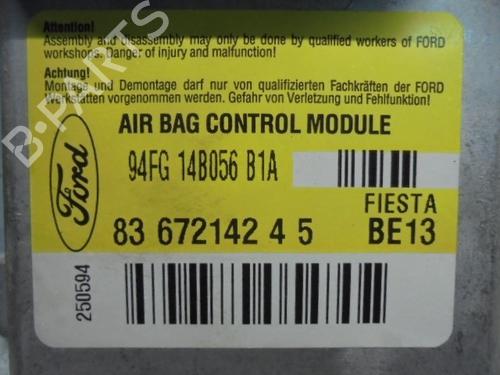 Attention!
Assembly and disassembly may only be done by qualified workers of FORD
workshops. Danger of injury and malfunction!
Achtung!
Montage und Demontage darf nur von qualifizierten Fachkräften der FORD
Werkstätten vorgenommen werden. Gefahr von Verletzung und Fehlfunktion!
Ford
AIR BAG CONTROL MODULE
94FG 14B056 B1A
FIESTA
83 672142 4 5 BE13
250594
B-PARTS